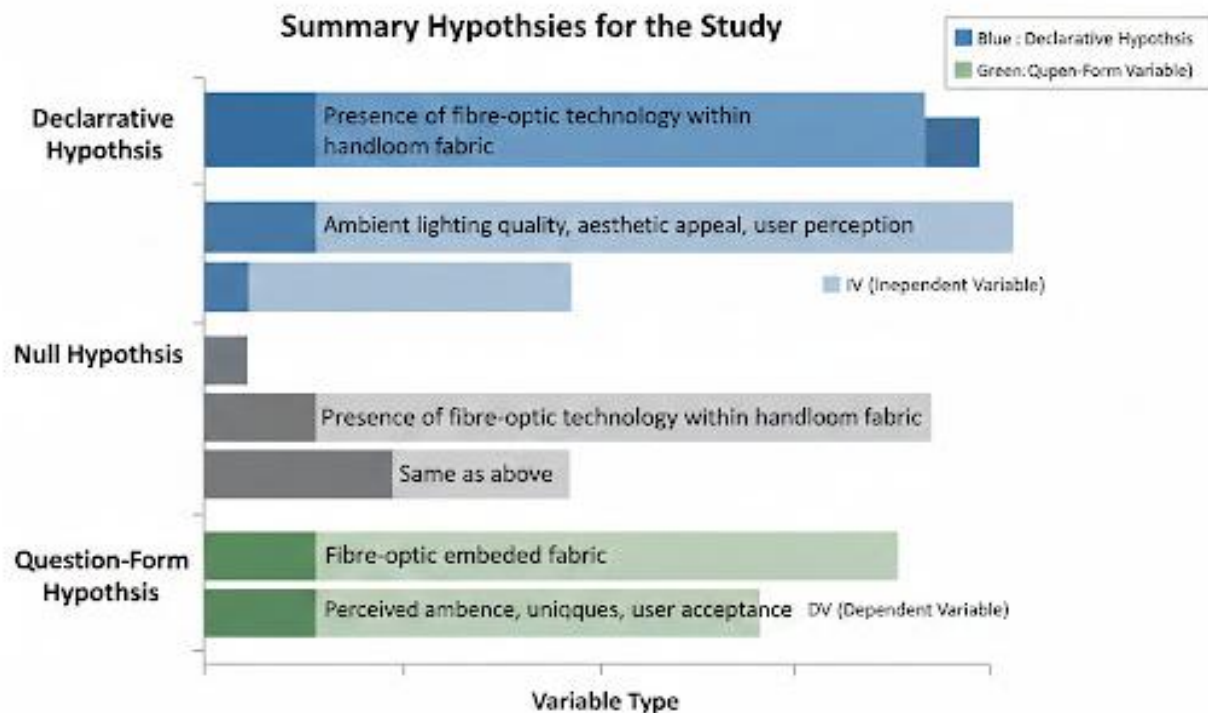 Summary Hypothsies for the Study
Blue : Declarative Hypothsis
Green: Qupen-Form Variable)
Declarrative
Hypothsis
Presence of fibre-optic technology within
handloom fabric
Ambient lighting quality, aesthetic appeal, user perception
IV (Inependent Variable)
Null Hypothsis
Presence of fibre-optic technology within handloom fabric
Same as above
Question-Form
Hypothsis
Fibre-optic embeded fabric
Perceived ambence, uniqques, user acceptance
DV (Dependent Variable)
Variable Type